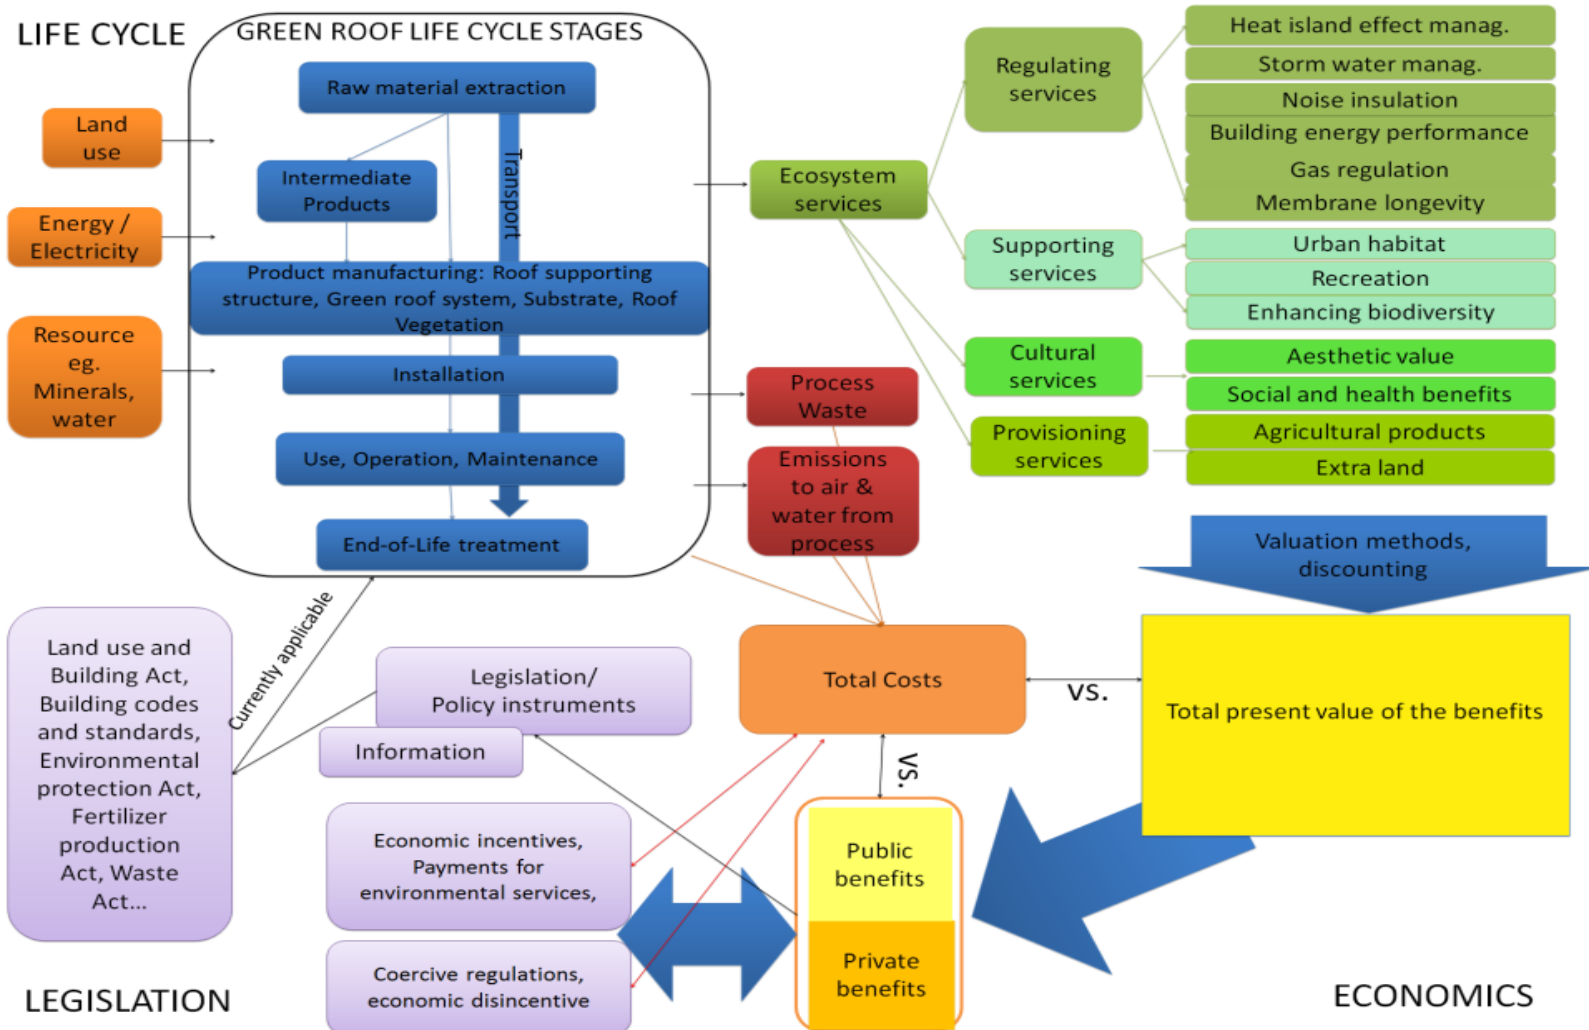 LIFE CYCLE
GREEN ROOF LIFE CYCLE STAGES
Land
use
Energy /
Electricity
Resource
eg.
Minerals,
water
Raw material extraction
Transport
Intermediate
Products
Product manufacturing: Roof supporting
structure, Green roof system, Substrate, Roof
Vegetation
Installation
Use, Operation, Maintenance
End-of-Life treatment
Ecosystem
services
Process
Waste
Emissions
to air &
water from
process
Regulating
services
Supporting
services
Cultural
services
Provisioning
services
Heat island effect manag.
Storm water manag.
Noise insulation
Building energy performance
Gas regulation
Membrane longevity
Urban habitat
Recreation
Enhancing biodiversity
Aesthetic value
Social and health benefits
Agricultural products
Extra land
Valuation methods,
discounting
Total present value of the benefits
vs.
Total Costs
vs.
Public
benefits
Private
benefits
Currently applicable
Land use and
Building Act,
Building codes
and standards,
Environmental
protection Act,
Fertilizer
production
Act, Waste
Act...
Legislation/
Policy instruments
Information
Economic incentives,
Payments for
environmental services,
Coercive regulations,
economic disincentive
LEGISLATION
ECONOMICS